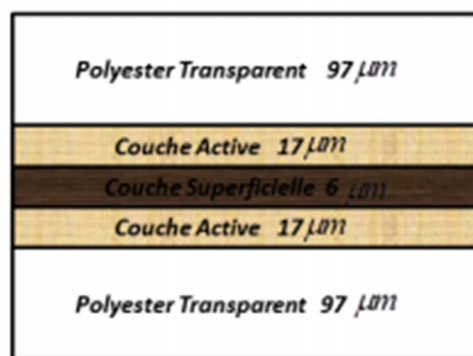 Polyester Transparent 97 µm
Couche Active 17 µm
Couche Superficielle 6 µm
Couche Active 17 µm
Polyester Transparent 97 µm